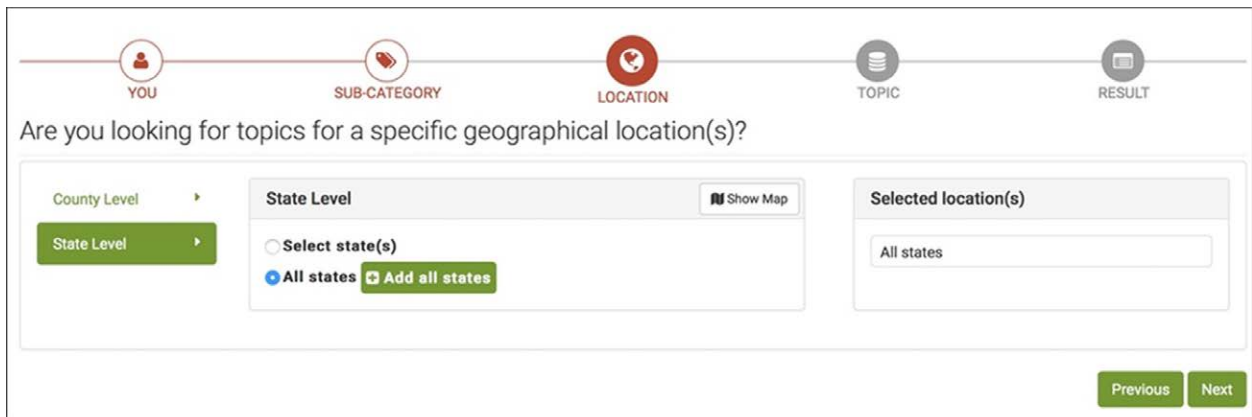 YOU
SUB-CATEGORY
LOCATION
TOPIC
RESULT
Are you looking for topics for a specific geographical location(s)?
County Level
State Level
State Level
Show Map
Select state(s)
All states
Add all states
Selected location(s)
All states
Previous
Next